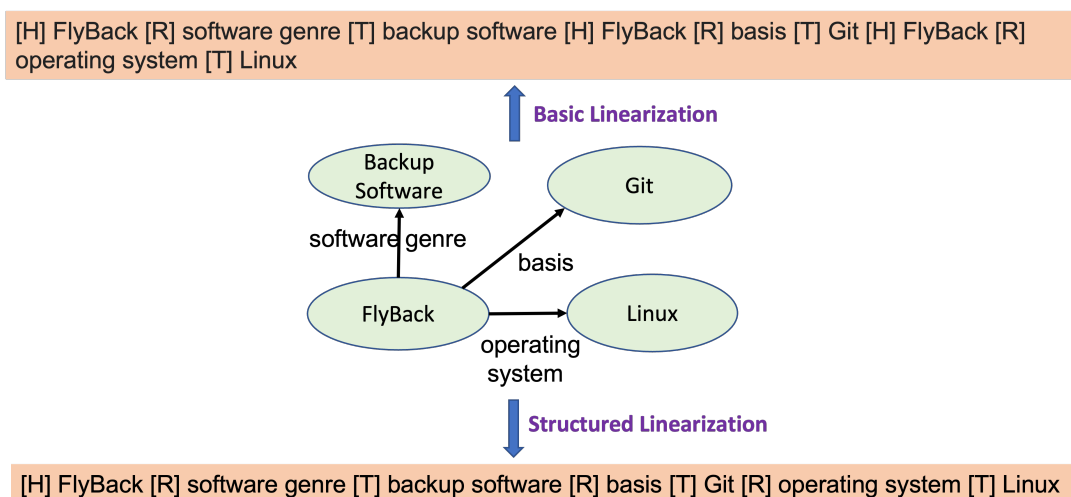 [H] FlyBack [R] software genre [T] backup software [H] FlyBack [R] basis [T] Git [H] FlyBack [R]
operating system [T] Linux
Basic Linearization
Backup
Software
Git
software genre
basis
FlyBack
Linux
operating
system
Structured Linearization
[H] FlyBack [R] software genre [T] backup software [R] basis [T] Git [R] operating system [T] Linux